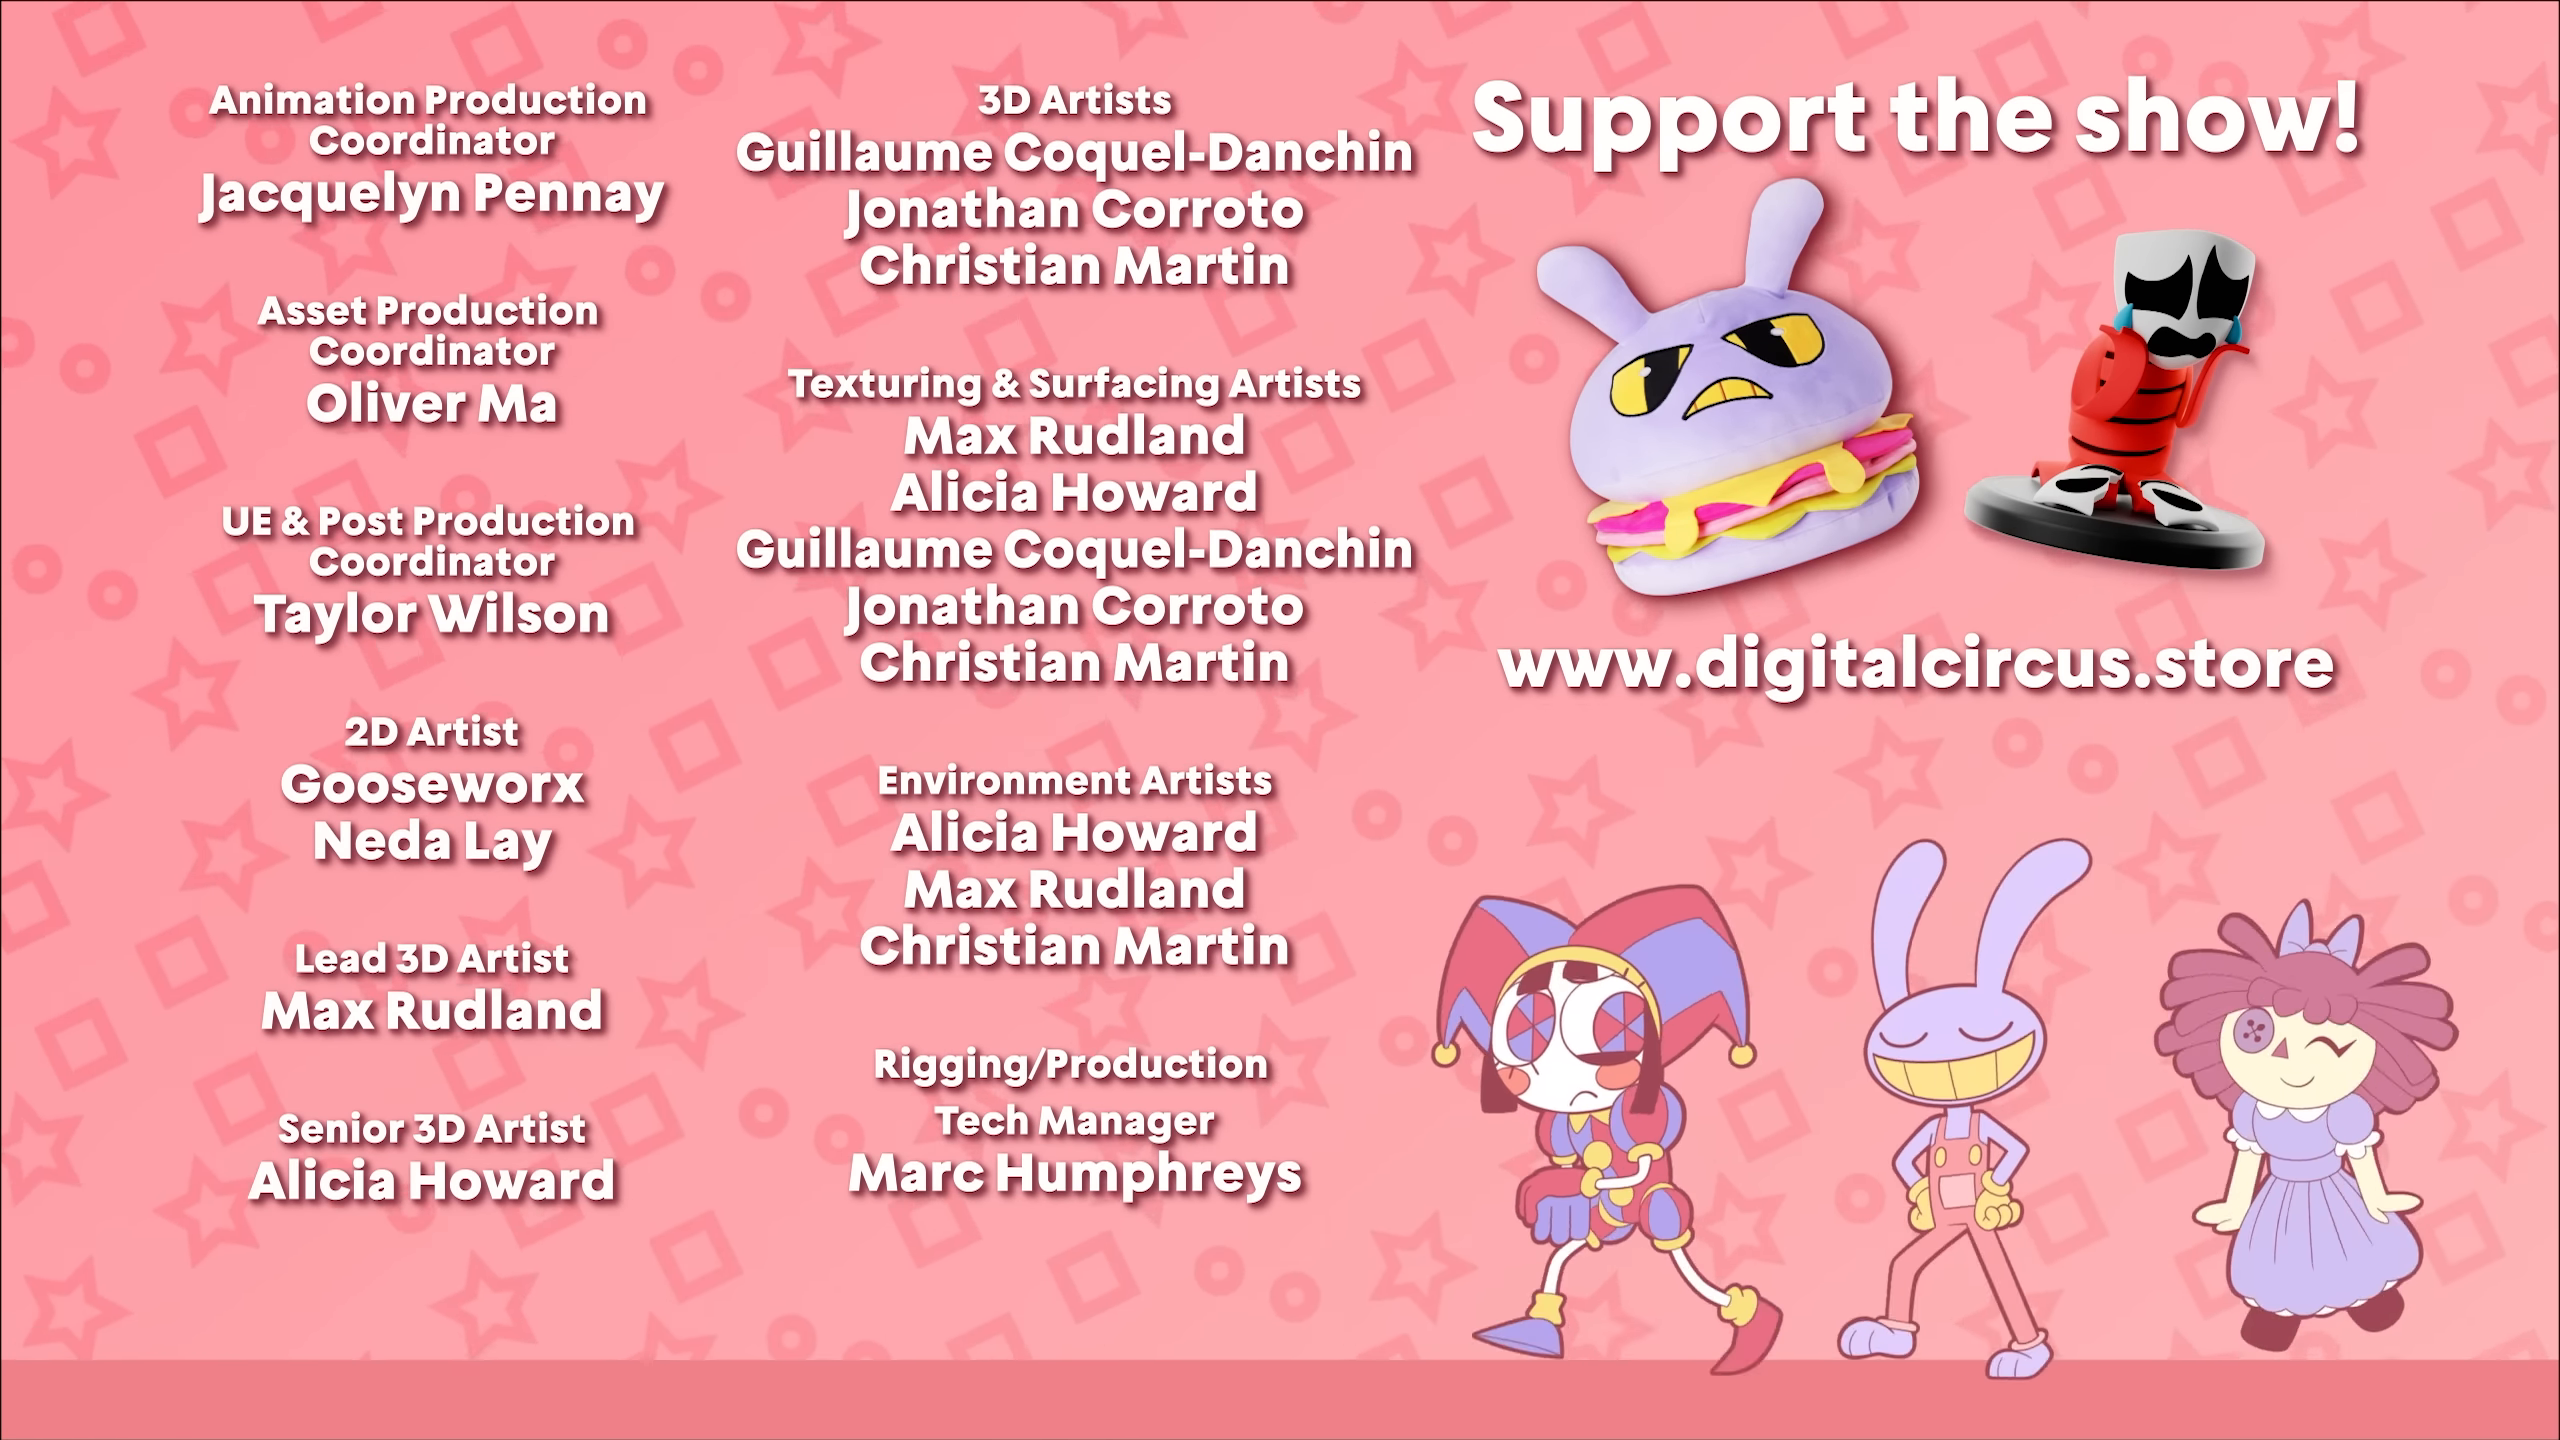 Animation Production
Coordinator
Jacquelyn Pennay
Asset Production
Coordinator
Oliver Ma
UE & Post Production
Coordinator
Taylor Wilson
2D Artist
Gooseworx
Neda Lay
Lead 3D Artist
Max Rudland
Senior 3D Artist
Alicia Howard
3D Artists
Guillaume Coquel-Danchin
Jonathan Corroto
Christian Martin
Texturing & Surfacing Artists
Max Rudland
Alicia Howard
Guillaume Coquel-Danchin
Jonathan Corroto
Christian Martin
Environment Artists
Alicia Howard
Max Rudland
Christian Martin
Rigging/Production
Tech Manager
Marc Humphreys
Support the show!
www.digitalcircus.store